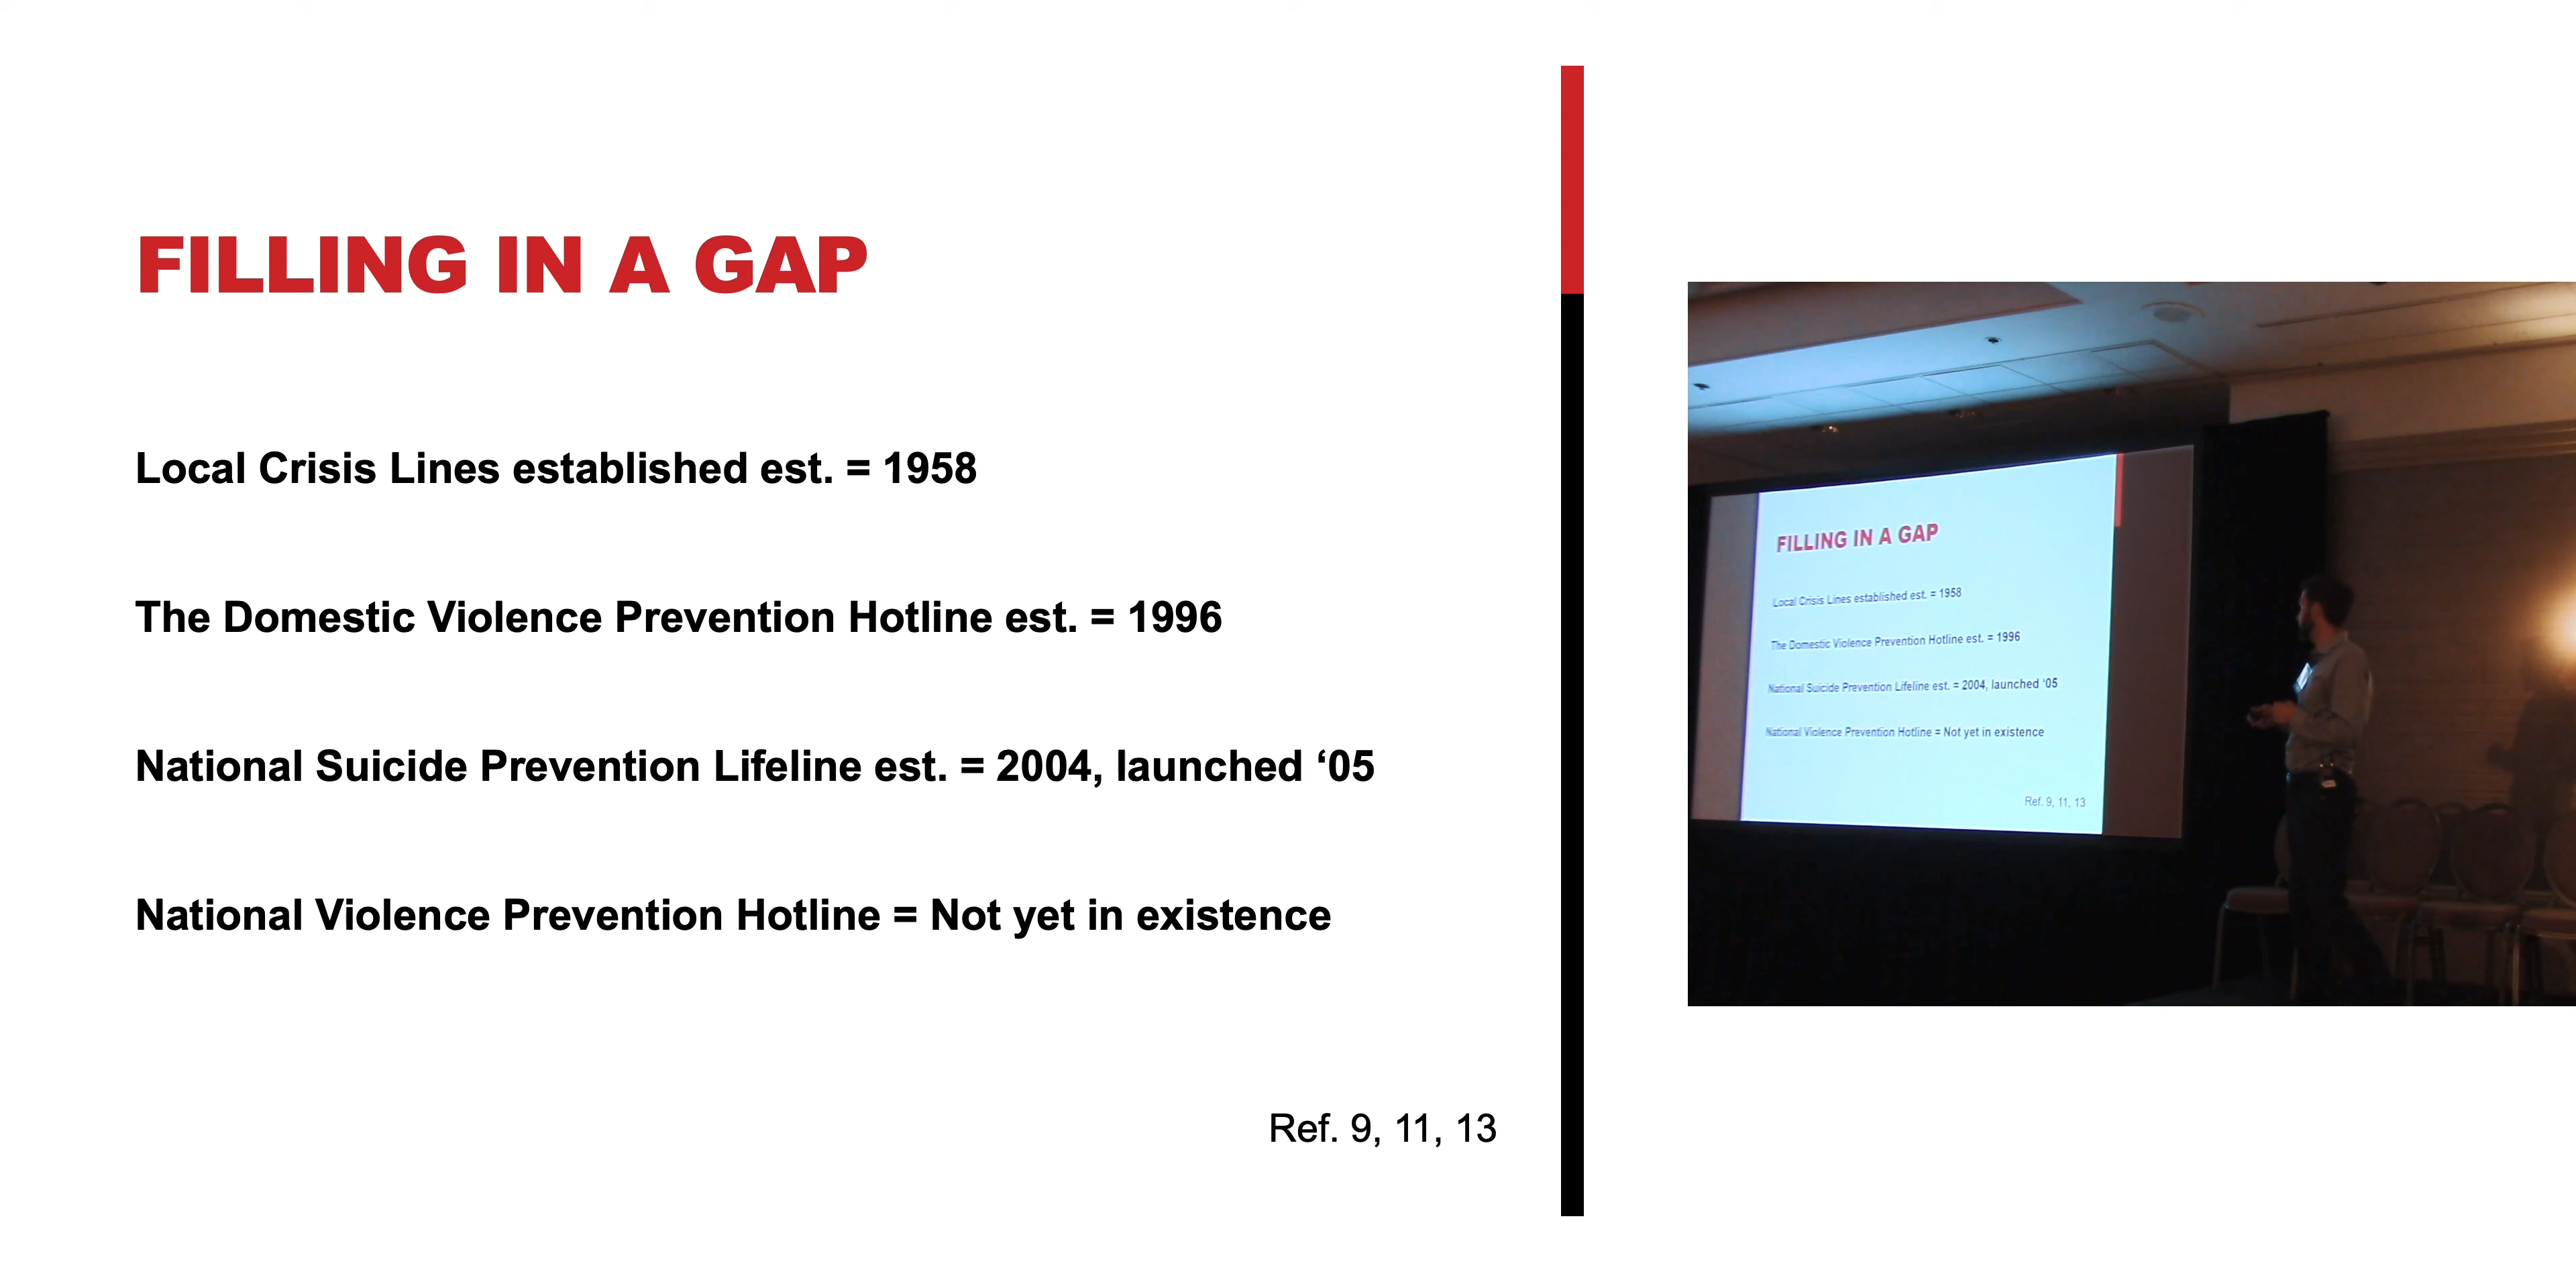 FILLING IN A GAP
Local Crisis Lines established est. = 1958
The Domestic Violence Prevention Hotline est. = 1996
National Suicide Prevention Lifeline est. = 2004, launched ‘05
National Violence Prevention Hotline = Not yet in existence
Ref. 9, 11, 13
FILLING IN A GAP
Local Crisis Lines established est. = 1958
The Domestic Violence Prevention Hotline est. = 1996
National Suicide Prevention Lifeline est. = 2004, launched ‘05
National Violence Prevention Hotline = Not yet in existence
Ref. 9, 11, 13